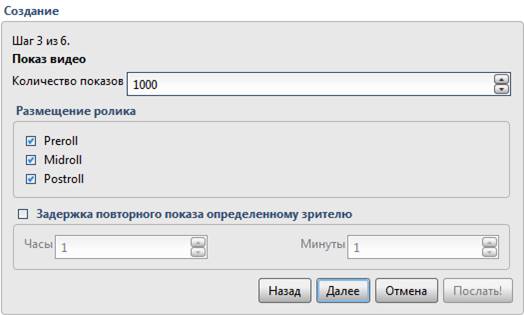 Создание
Шаг 3 из 6.
Показ видео
Количество показов 1000
Размещение ролика
Preroll
Midroll
Postroll
Задержка повторного показа определенному зрителю
Часы 1 Минуты 1
Назад Далее Отмена Послать!